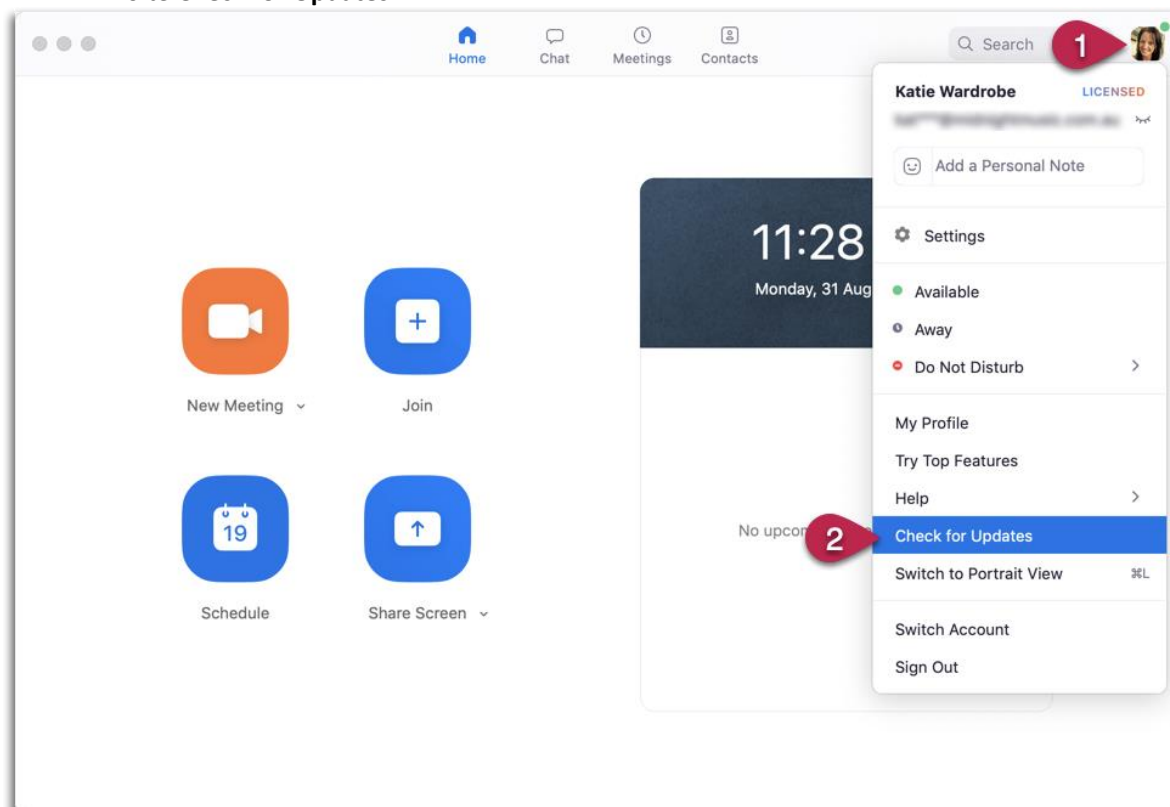 Home
Chat
Meetings
Contacts
Search
1
Katie Wardrobe
LICENSED
Add a Personal Note
11:28
Monday, 31 Aug
Settings
Available
Away
Do Not Disturb
New Meeting
Join
My Profile
Try Top Features
Help
19
No upcom
2
Check for Updates
Switch to Portrait View ⌘L
Schedule
Share Screen
Switch Account
Sign Out